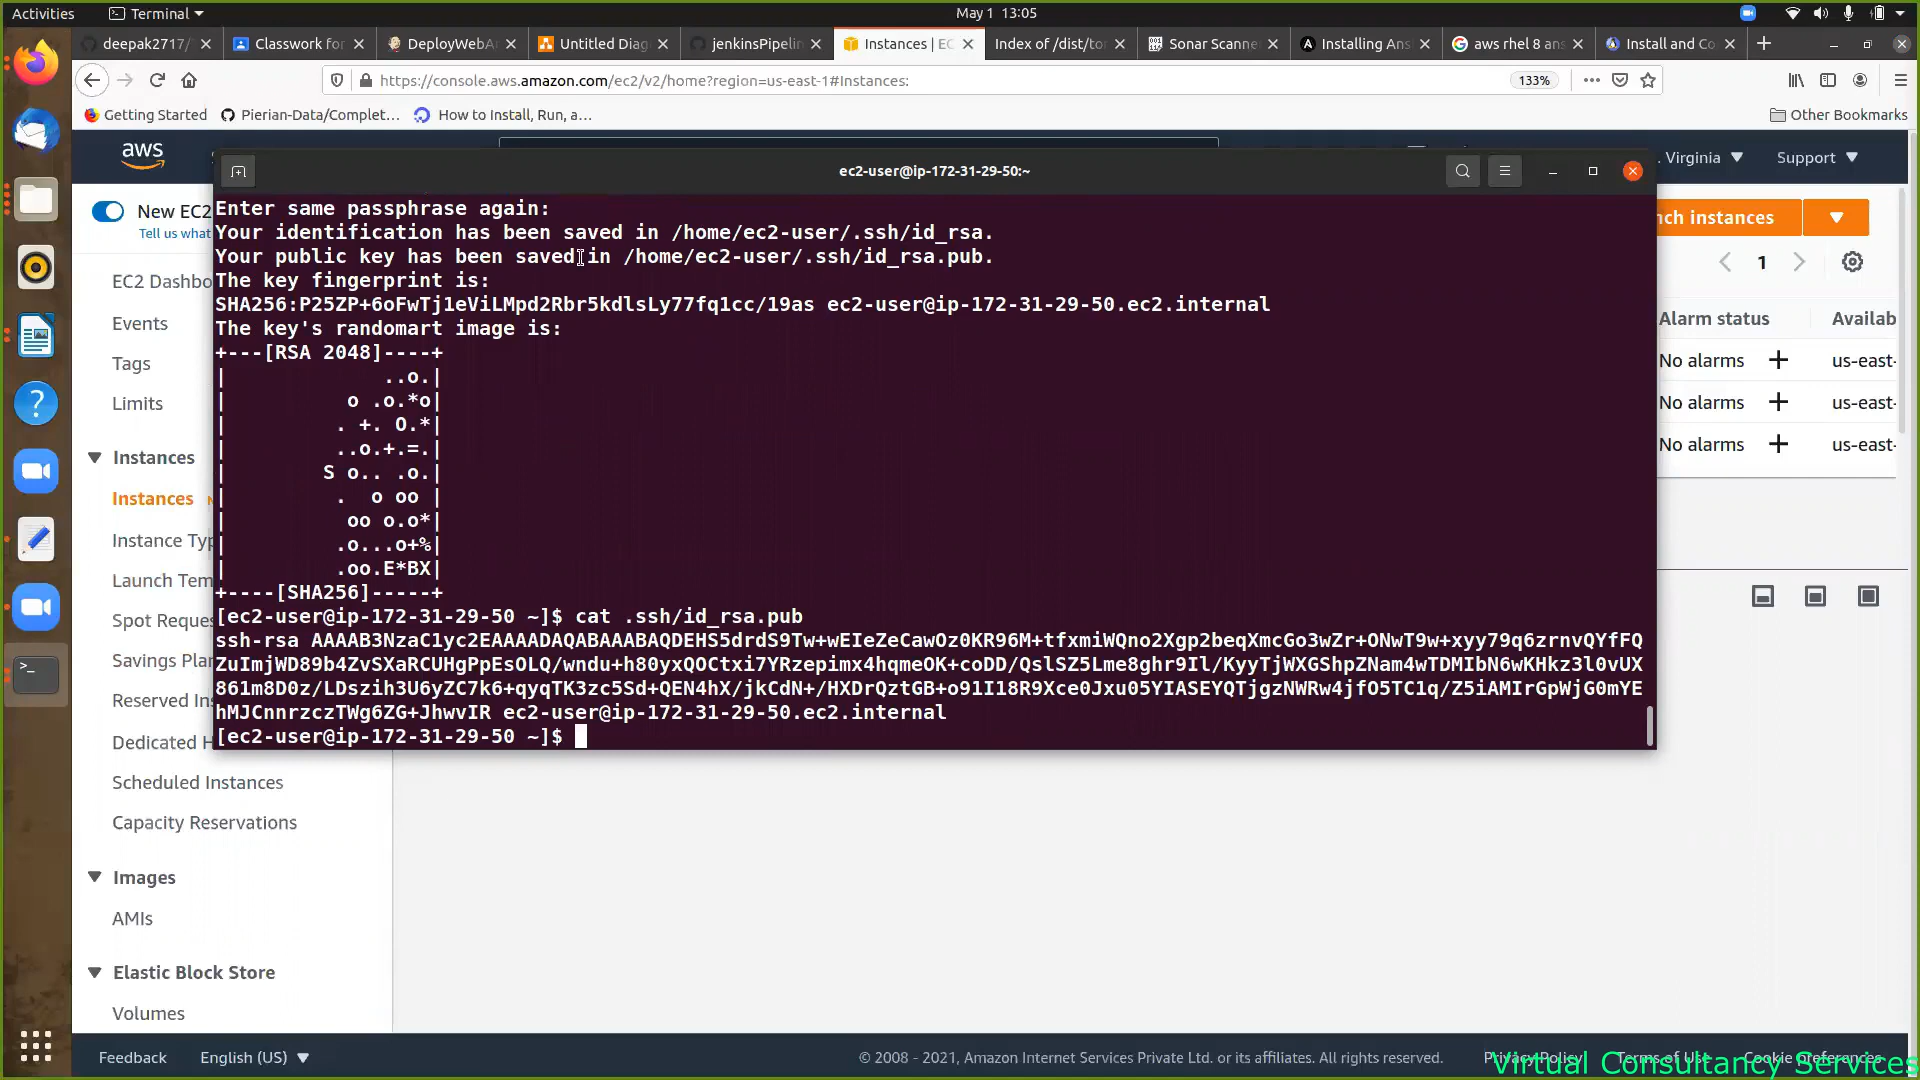 Activities
Terminal
May 1 13:05
deepak2717/
Classwork for
DeployWebA
Untitled Diag
jenkinsPipelin
Instances | EC
Index of /dist/to
Sonar Scanne
Installing Ans
aws rhel 8 ans
Install and Co
https://console.aws.amazon.com/ec2/v2/home?region=us-east-1#Instances:
133%
Getting Started
Pierian-Data/Complet...
How to Install, Run, a...
Other Bookmarks
aws
Virginia
Support
ec2-user@ip-172-31-29-50:~
New EC2
Tell us what
nch instances
1
EC2 Dashbo
Events
Tags
Limits
Instances
Instances
Instance Typ
Launch Tem
Spot Reque
Savings Plan
Reserved Ins
Dedicated H
Scheduled Instances
Capacity Reservations
Images
AMIs
Elastic Block Store
Volumes
Enter same passphrase again:
Your identification has been saved in /home/ec2-user/.ssh/id_rsa.
Your public key has been saved in /home/ec2-user/.ssh/id_rsa.pub.
The key fingerprint is:
SHA256:P25ZP+6oFwTj1eViLMpd2Rbr5kdlsLy77fq1cc/19as ec2-user@ip-172-31-29-50.ec2.internal
The key's randomart image is:
+---[RSA 2048]----+
|             ..o.|
|          o .o.*o|
|         . +. O.*|
|         ..o.+.=.|
|        S o.. .o.|
|         .  o oo |
|          oo o.o*|
|         .o...o+%|
|         .oo.E*BX|
+----[SHA256]-----+
[ec2-user@ip-172-31-29-50 ~]$ cat .ssh/id_rsa.pub
ssh-rsa AAAAB3NzaC1yc2EAAAADAQABAAABAQDEHS5drdS9Tw+wEIeZeCawOz0KR96M+tfxmiWQno2Xgp2beqXmcGo3wZr+ONwT9w+xyy79q6zrnvQYfFQ
ZuImjWD89b4ZvSXaRCUHgPpEsOLQ/wndu+h80yxQOCtxi7YRzepimx4hqmeOK+coDD/QslSZ5Lme8ghr9Il/KyyTjWXGShpZNam4wTDMIbN6wKHkz3l0vUX
861m8D0z/LDszih3U6yZC7k6+qyqTK3zc5Sd+QEN4hX/jkCdN+/HXDrQztGB+o91I18R9Xce0Jxu05YIASEYQTjgzNWRw4jfO5TC1q/Z5iAMIrGpWjG0mYE
hMJCnnrzczTWg6ZG+JhwvIR ec2-user@ip-172-31-29-50.ec2.internal
[ec2-user@ip-172-31-29-50 ~]$
Alarm status
Availab
No alarms
us-east-
No alarms
us-east-
No alarms
us-east-
Feedback
English (US)
© 2008 - 2021, Amazon Internet Services Private Ltd. or its affiliates. All rights reserved.
Privacy Policy
Terms of Use
Cookie preferences
Virtual Consultancy Services